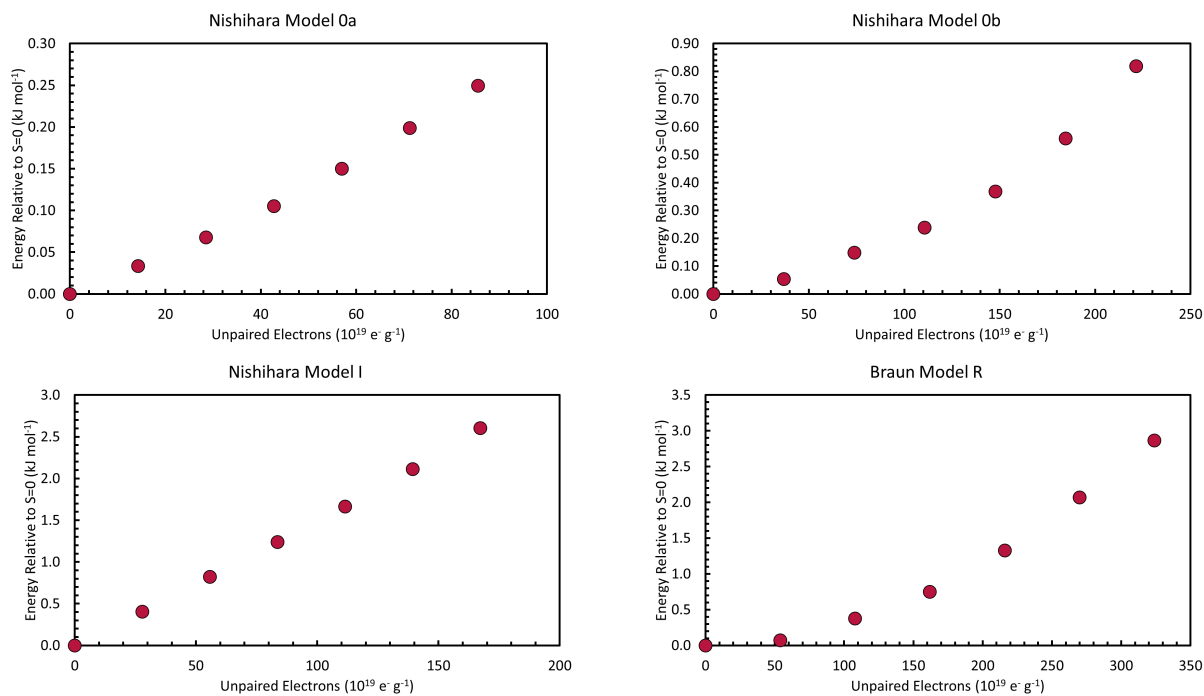 Nishihara Model 0a
Energy Relative to S=0 (kJ mol⁻¹)
0.30
0.25
0.20
0.15
0.10
0.05
0.00
0 20 40 60 80 100
Unpaired Electrons (10¹⁹ e⁻ g⁻¹)
Nishihara Model 0b
Energy Relative to S=0 (kJ mol⁻¹)
0.90
0.80
0.70
0.60
0.50
0.40
0.30
0.20
0.10
0.00
0 50 100 150 200 250
Unpaired Electrons (10¹⁹ e⁻ g⁻¹)
Nishihara Model I
Energy Relative to S=0 (kJ mol⁻¹)
3.0
2.5
2.0
1.5
1.0
0.5
0.0
0 50 100 150 200
Unpaired Electrons (10¹⁹ e⁻ g⁻¹)
Braun Model R
Energy Relative to S=0 (kJ mol⁻¹)
3.5
3.0
2.5
2.0
1.5
1.0
0.5
0.0
0 50 100 150 200 250 300 350
Unpaired Electrons (10¹⁹ e⁻ g⁻¹)